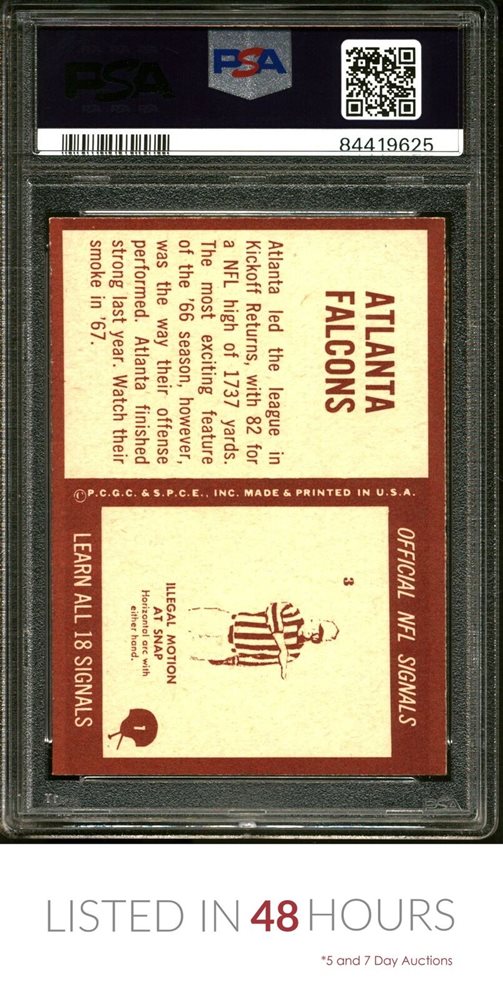 PSA
PSA
84419625
ATLANTA
FALCONS
Atlanta led the league in
Kickoff Returns, with 82 for
a NFL high of 1737 yards.
The most exciting feature
of the '66 season, however,
was the way their offense
performed. Atlanta finished
strong last year. Watch their
smoke in '67.
©P.C.G.C. & S.P.C.E., INC. MADE & PRINTED IN U.S.A.
OFFICIAL NFL SIGNALS
3
ILLEGAL MOTION
AT SNAP
Horizontal arc with
either hand.
1
LEARN ALL 18 SIGNALS
PSA
LISTED IN 48 HOURS
*5 and 7 Day Auctions